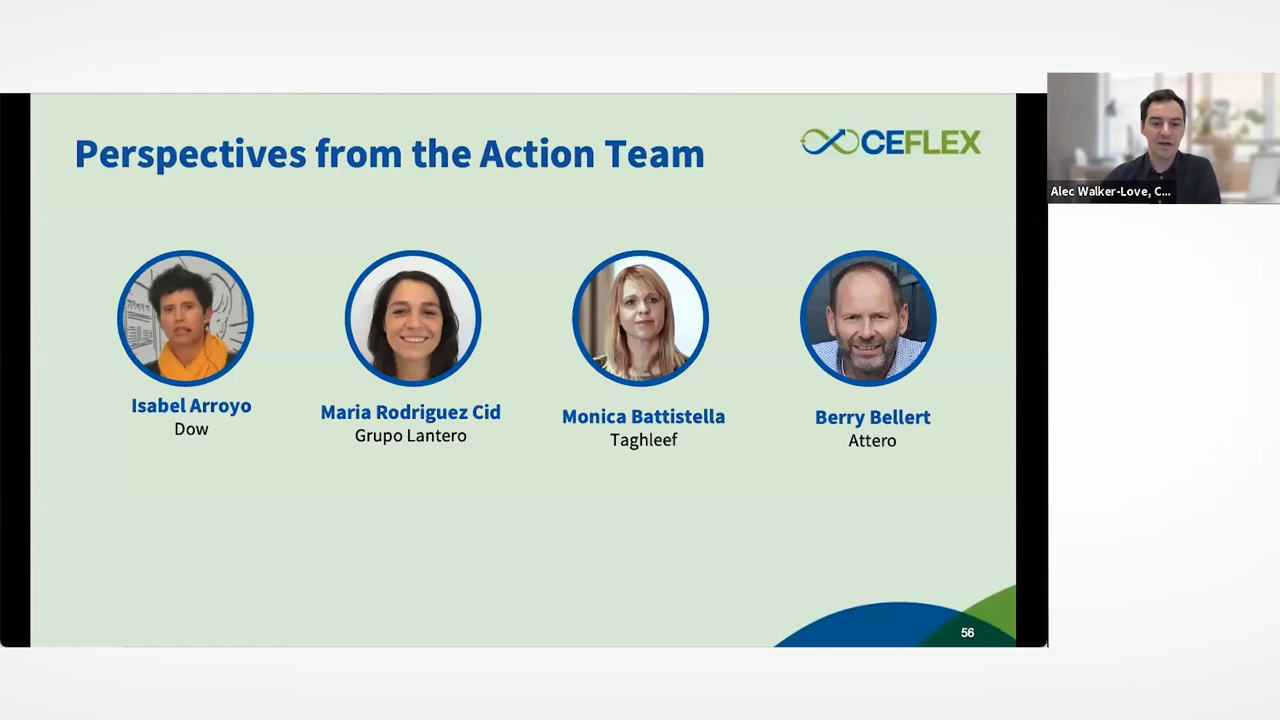 Perspectives from the Action Team
CEFLEX
Alec Walker-Love, C...
Isabel Arroyo
Dow
Maria Rodriguez Cid
Grupo Lantero
Monica Battistella
Taghleef
Berry Bellert
Attero
56